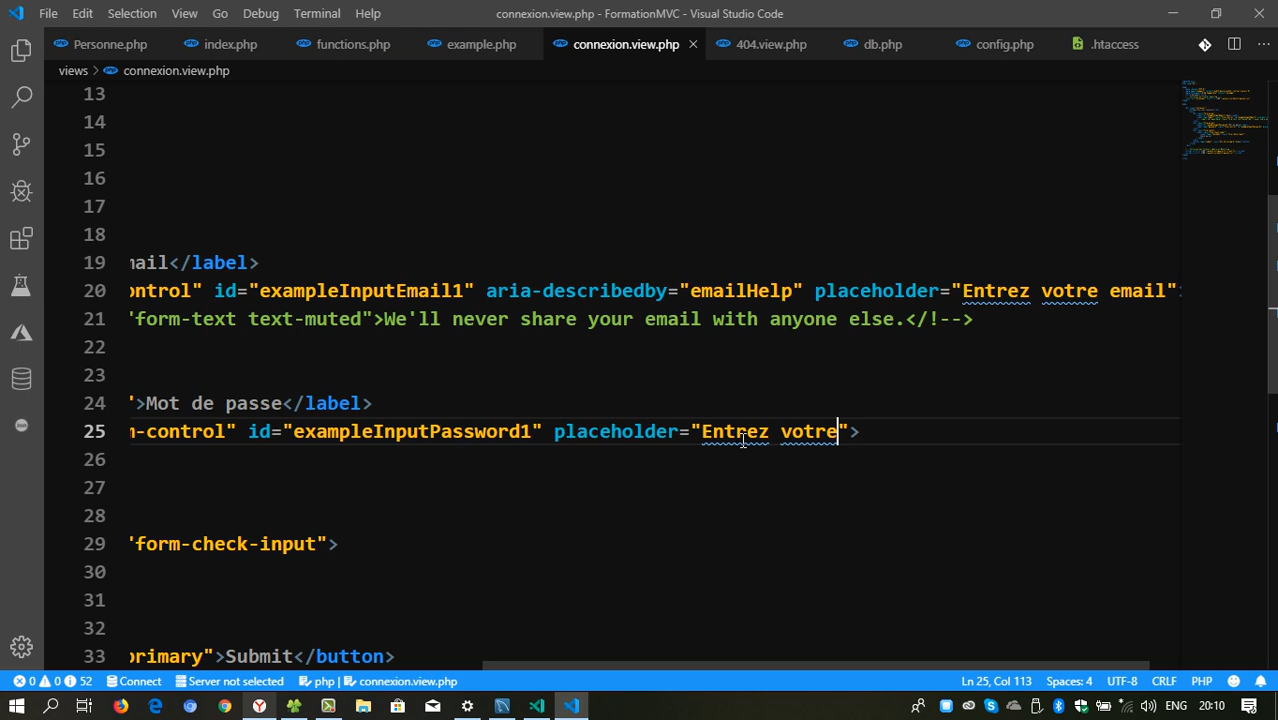 File Edit Selection View Go Debug Terminal Help connexion.view.php - FormationMVC - Visual Studio Code
Personne.php index.php functions.php example.php connexion.view.php 404.view.php db.php config.php .htaccess
views > connexion.view.php
13
14
15
16
17
18
19 mail</label>
20 ontrol" id="exampleInputEmail1" aria-describedby="emailHelp" placeholder="Entrez votre email">
21 "form-text text-muted">We'll never share your email with anyone else.</!-->
22
23
24 ">Mot de passe</label>
25 m-control" id="exampleInputPassword1" placeholder="Entrez votre">
26
27
28
29 "form-check-input">
30
31
32
33 primary">Submit</button>
0 0 52 Connect Server not selected php | connexion.view.php Ln 25, Col 113 Spaces: 4 UTF-8 CRLF PHP
ENG 20:10